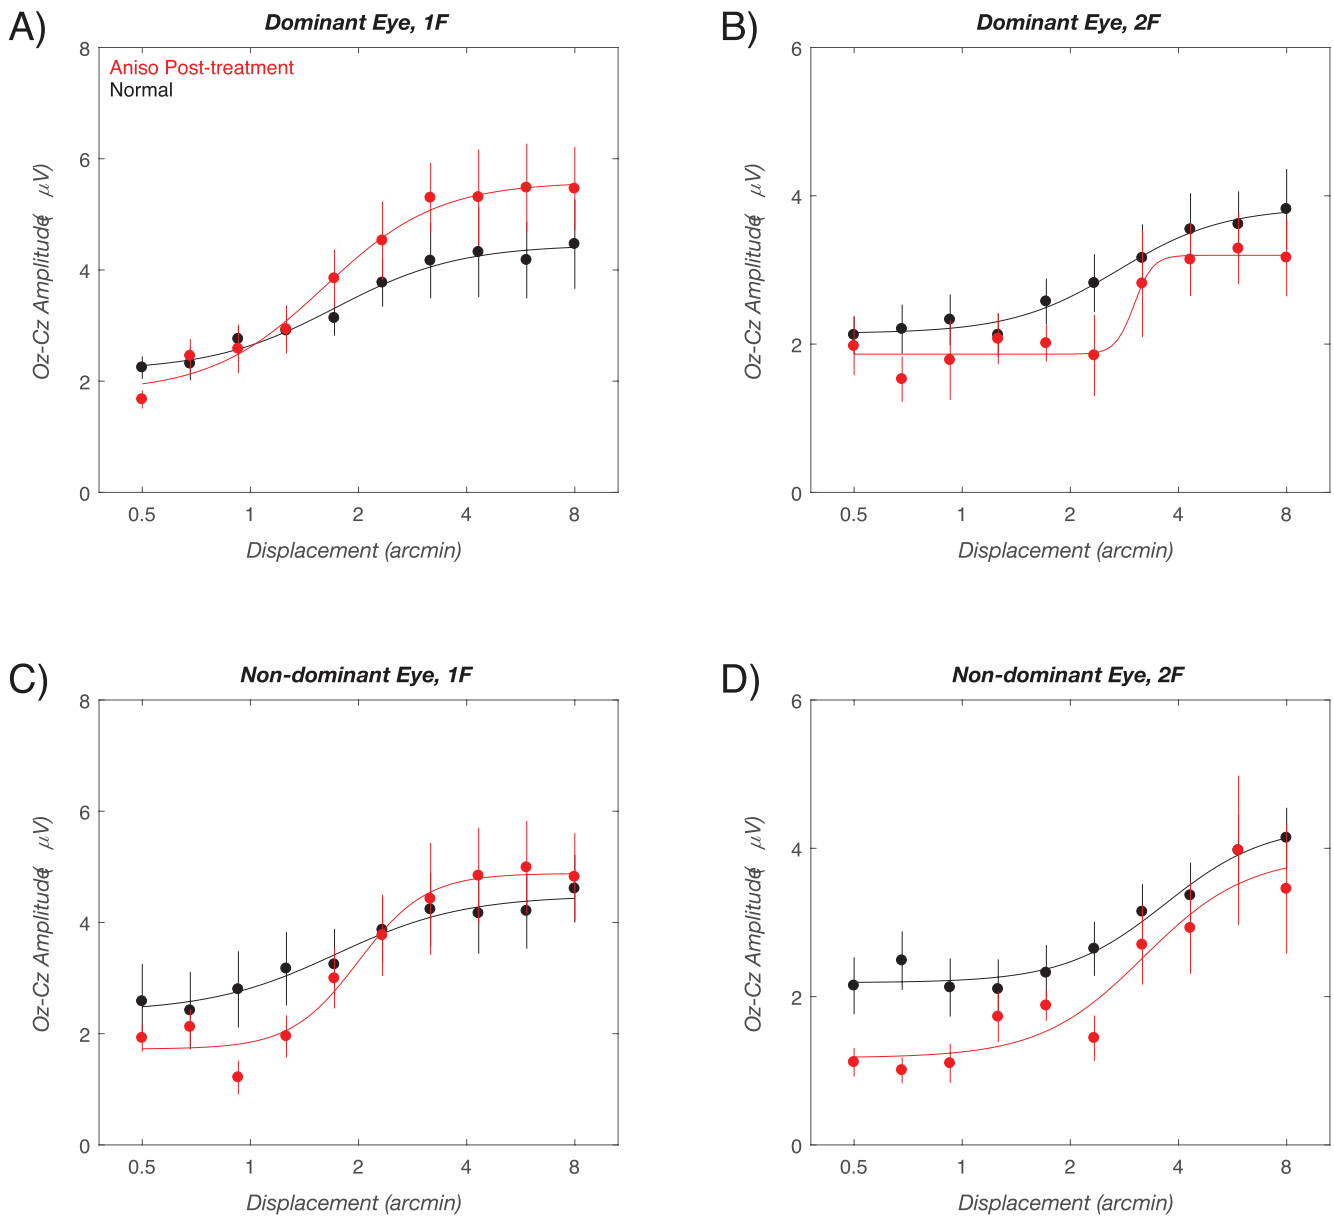 A)
Dominant Eye, 1F
Aniso Post-treatment
Normal
Oz-Cz Amplitude( μV)
8
6
4
2
0
0.5 1 2 4 8
Displacement (arcmin)
B)
Dominant Eye, 2F
Oz-Cz Amplitude( μV)
6
4
2
0
0.5 1 2 4 8
Displacement (arcmin)
C)
Non-dominant Eye, 1F
Oz-Cz Amplitude( μV)
8
6
4
2
0
0.5 1 2 4 8
Displacement (arcmin)
D)
Non-dominant Eye, 2F
Oz-Cz Amplitude( μV)
6
4
2
0
0.5 1 2 4 8
Displacement (arcmin)